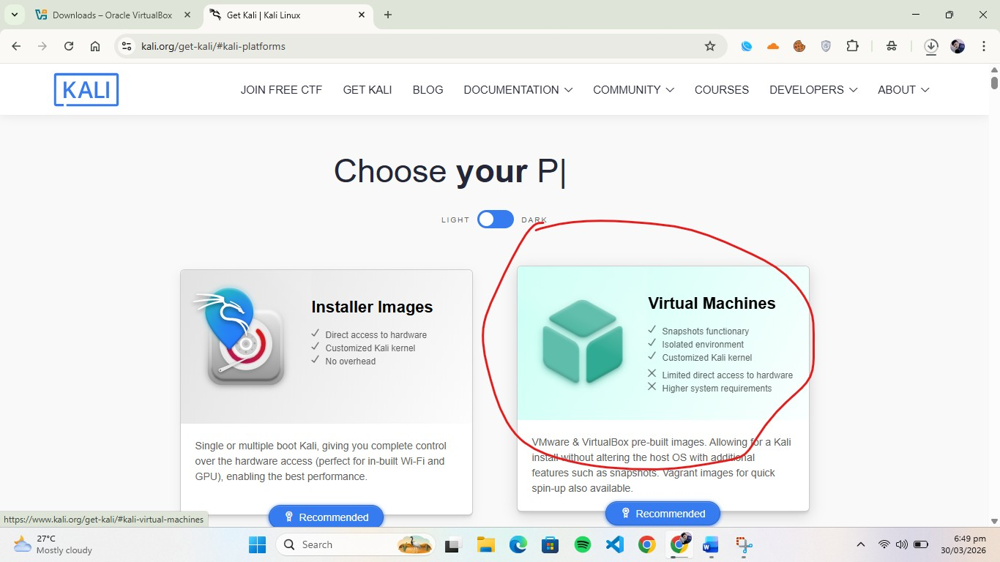 Downloads – Oracle VirtualBox
Get Kali | Kali Linux
kali.org/get-kali/#kali-platforms
KALI
JOIN FREE CTF
GET KALI
BLOG
DOCUMENTATION
COMMUNITY
COURSES
DEVELOPERS
ABOUT
Choose your P|
LIGHT
DARK
Installer Images
Direct access to hardware
Customized Kali kernel
No overhead
Single or multiple boot Kali, giving you complete control
over the hardware access (perfect for in-built Wi-Fi and
GPU), enabling the best performance.
Recommended
Virtual Machines
Snapshots functionary
Isolated environment
Customized Kali kernel
Limited direct access to hardware
Higher system requirements
VMware & VirtualBox pre-built images. Allowing for a Kali
install without altering the host OS with additional
features such as snapshots. Vagrant images for quick
spin-up also available.
Recommended
https://www.kali.org/get-kali/#kali-virtual-machines
27°C
Mostly cloudy
Search
6:49 pm
30/03/2026